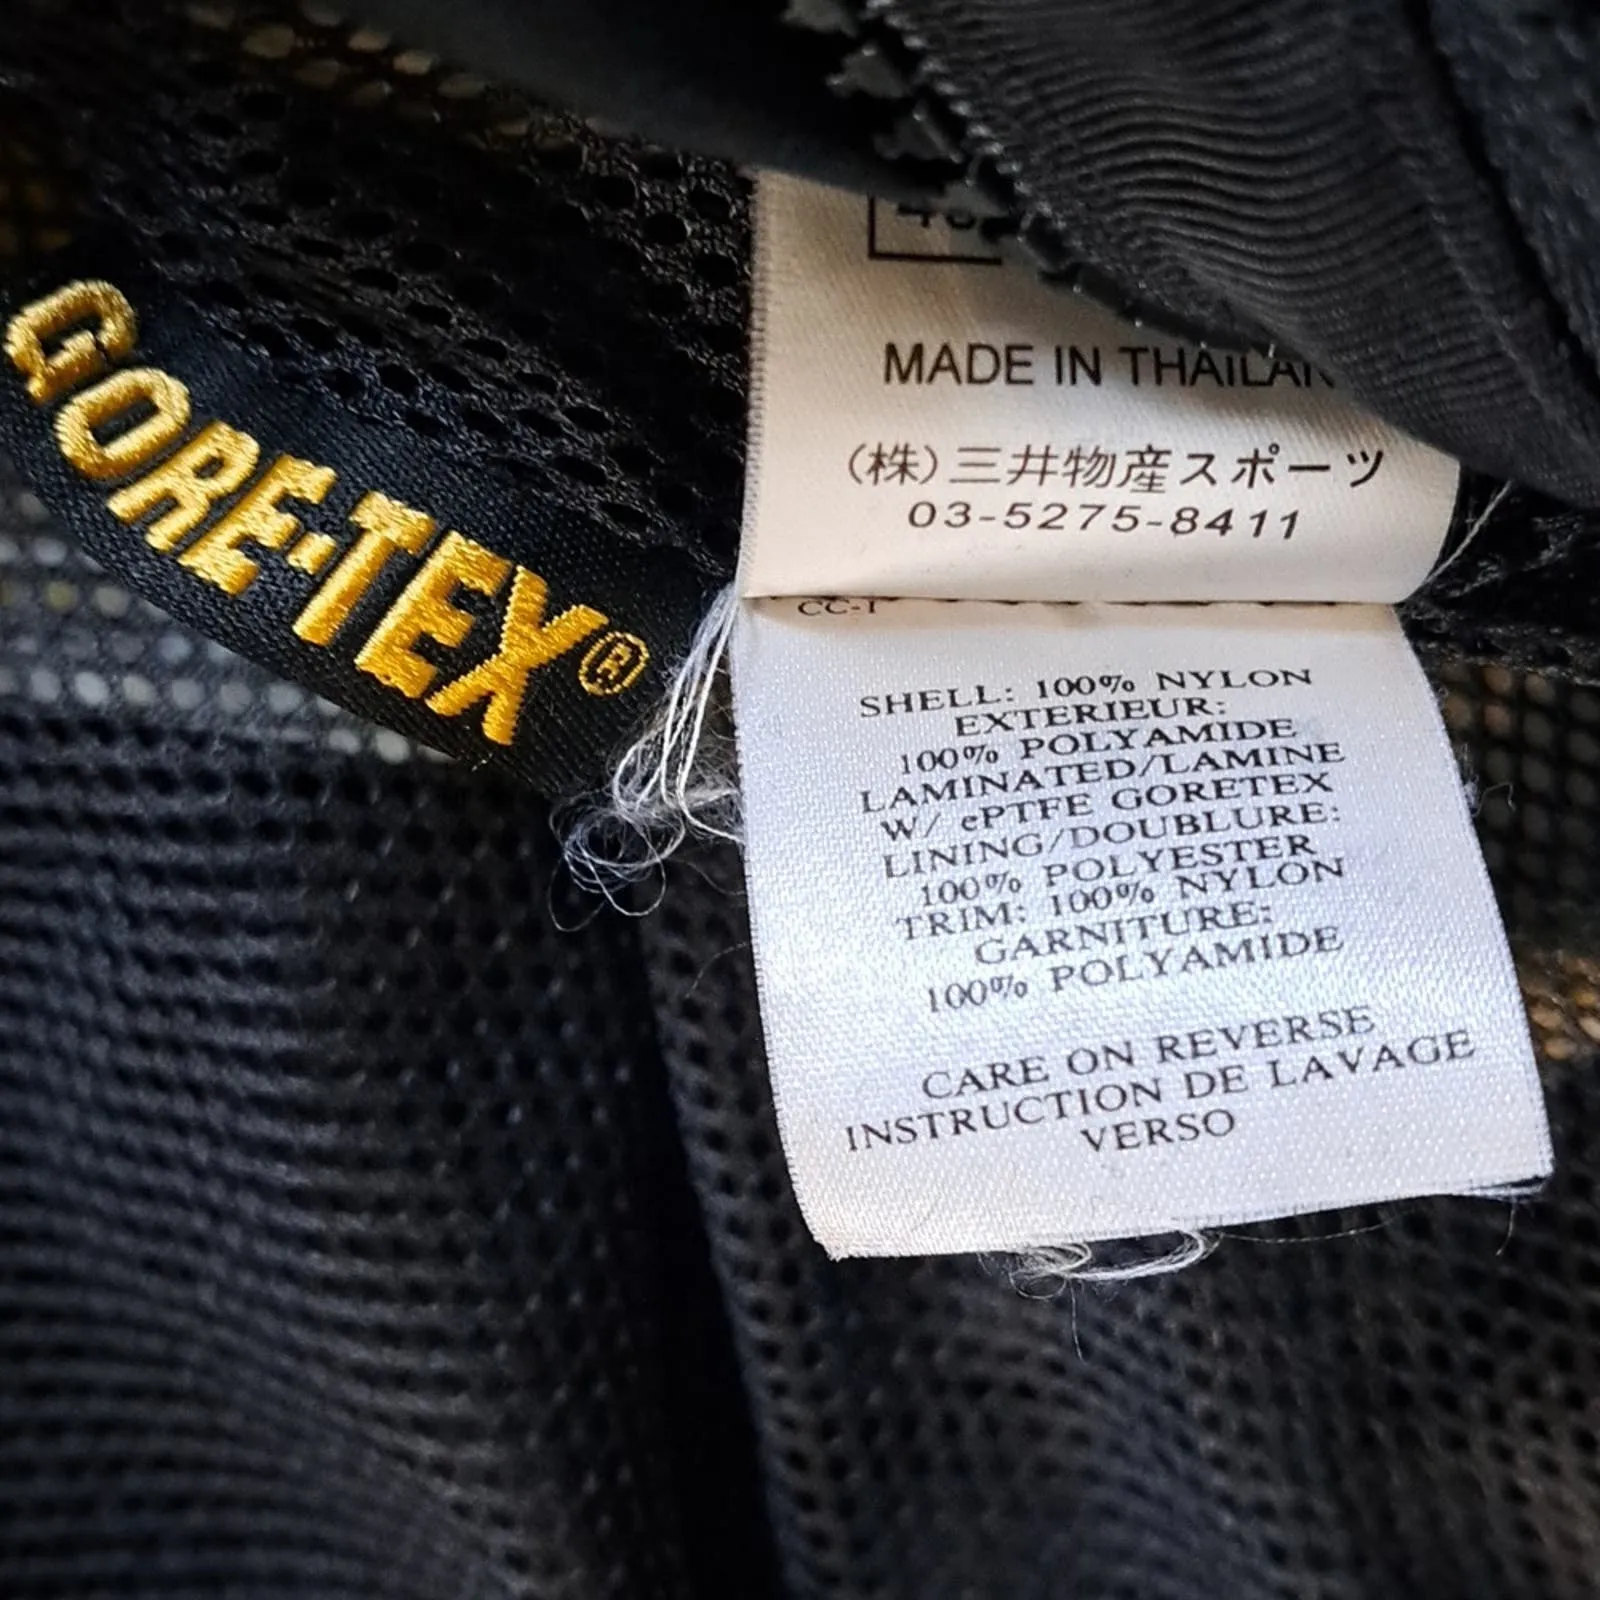 GORE-TEX®
MADE IN THAILAN
(株)三井物産スポーツ
03-5275-8411
CC-1
SHELL: 100% NYLON
EXTERIEUR:
100% POLYAMIDE
LAMINATED/LAMINE
W/ ePTFE GORETEX
LINING/DOUBLURE:
100% POLYESTER
TRIM: 100% NYLON
GARNITURE:
100% POLYAMIDE
CARE ON REVERSE
INSTRUCTION DE LAVAGE
VERSO